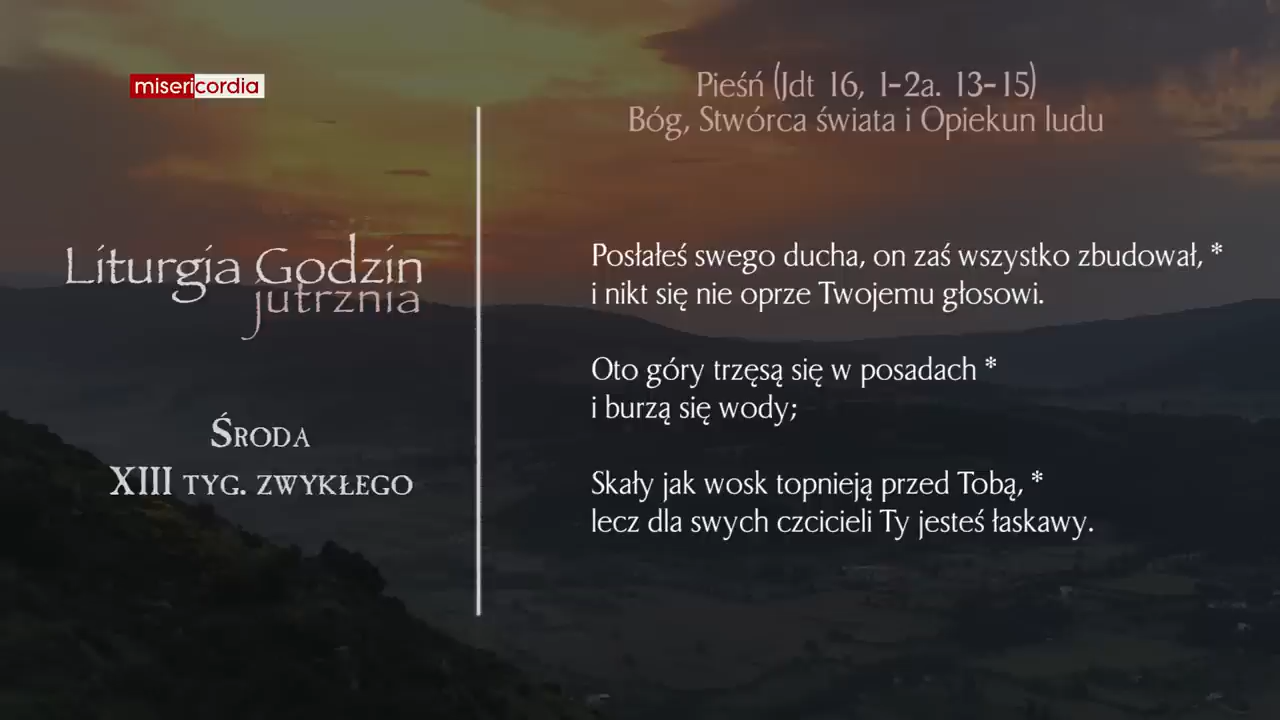 misericordia
Liturgia Godzin
jutrznia
Środa
XIII tyg. zwykłego
Pieśń (Jdt 16, 1-2a. 13-15)
Bóg, Stwórca świata i Opiekun ludu
Posłałeś swego ducha, on zaś wszystko zbudował, *
i nikt się nie oprze Twojemu głosowi.
Oto góry trzęsą się w posadach *
i burzą się wody;
Skały jak wosk topnieją przed Tobą, *
lecz dla swych czcicieli Ty jesteś łaskawy.